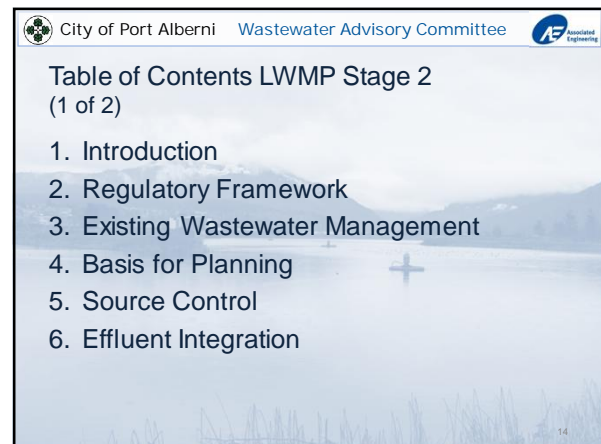 City of Port Alberni Wastewater Advisory Committee
Associated Engineering
Table of Contents LWMP Stage 2
(1 of 2)
1. Introduction
2. Regulatory Framework
3. Existing Wastewater Management
4. Basis for Planning
5. Source Control
6. Effluent Integration
14